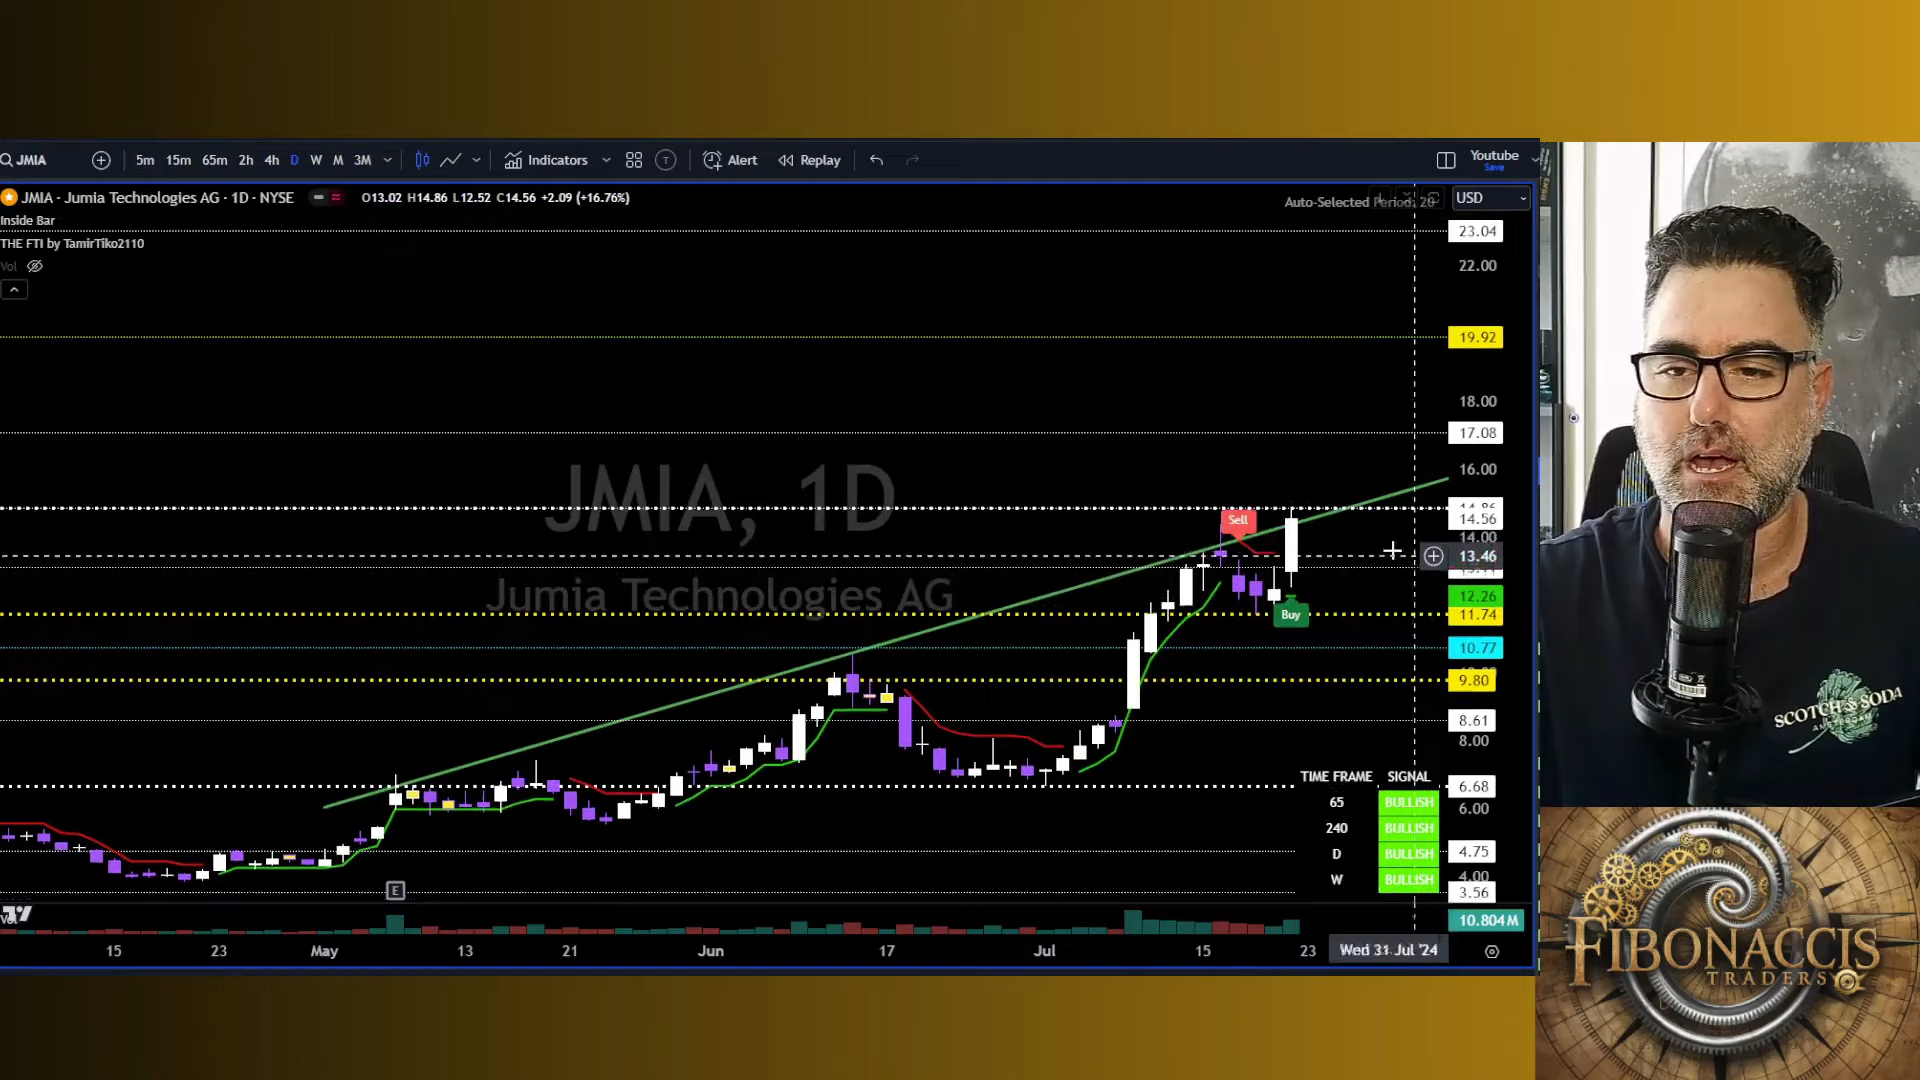 JMIA
5m 15m 65m 2h 4h D W M 3M
Indicators
T
Alert
Replay
Youtube
Save
JMIA · Jumia Technologies AG · 1D · NYSE
O13.02 H14.86 L12.52 C14.56 +2.09 (+16.76%)
Auto-Selected Period: 20
USD
Inside Bar
THE FTI by TamirTiko2110
Vol
23.04
22.00
19.92
18.00
17.08
16.00
14.86
14.56
14.00
13.46
12.26
11.74
10.77
9.80
8.61
8.00
6.68
6.00
4.75
4.00
3.56
10.804M
JMIA, 1D
Jumia Technologies AG
Sell
Buy
TIME FRAME SIGNAL
65 BULLISH
240 BULLISH
D BULLISH
W BULLISH
E
15 23 May 13 21 Jun 17 Jul 15 23 Wed 31 Jul '24
SCOTCH & SODA
AMSTERDAM
FIBONACCIS
TRADERS